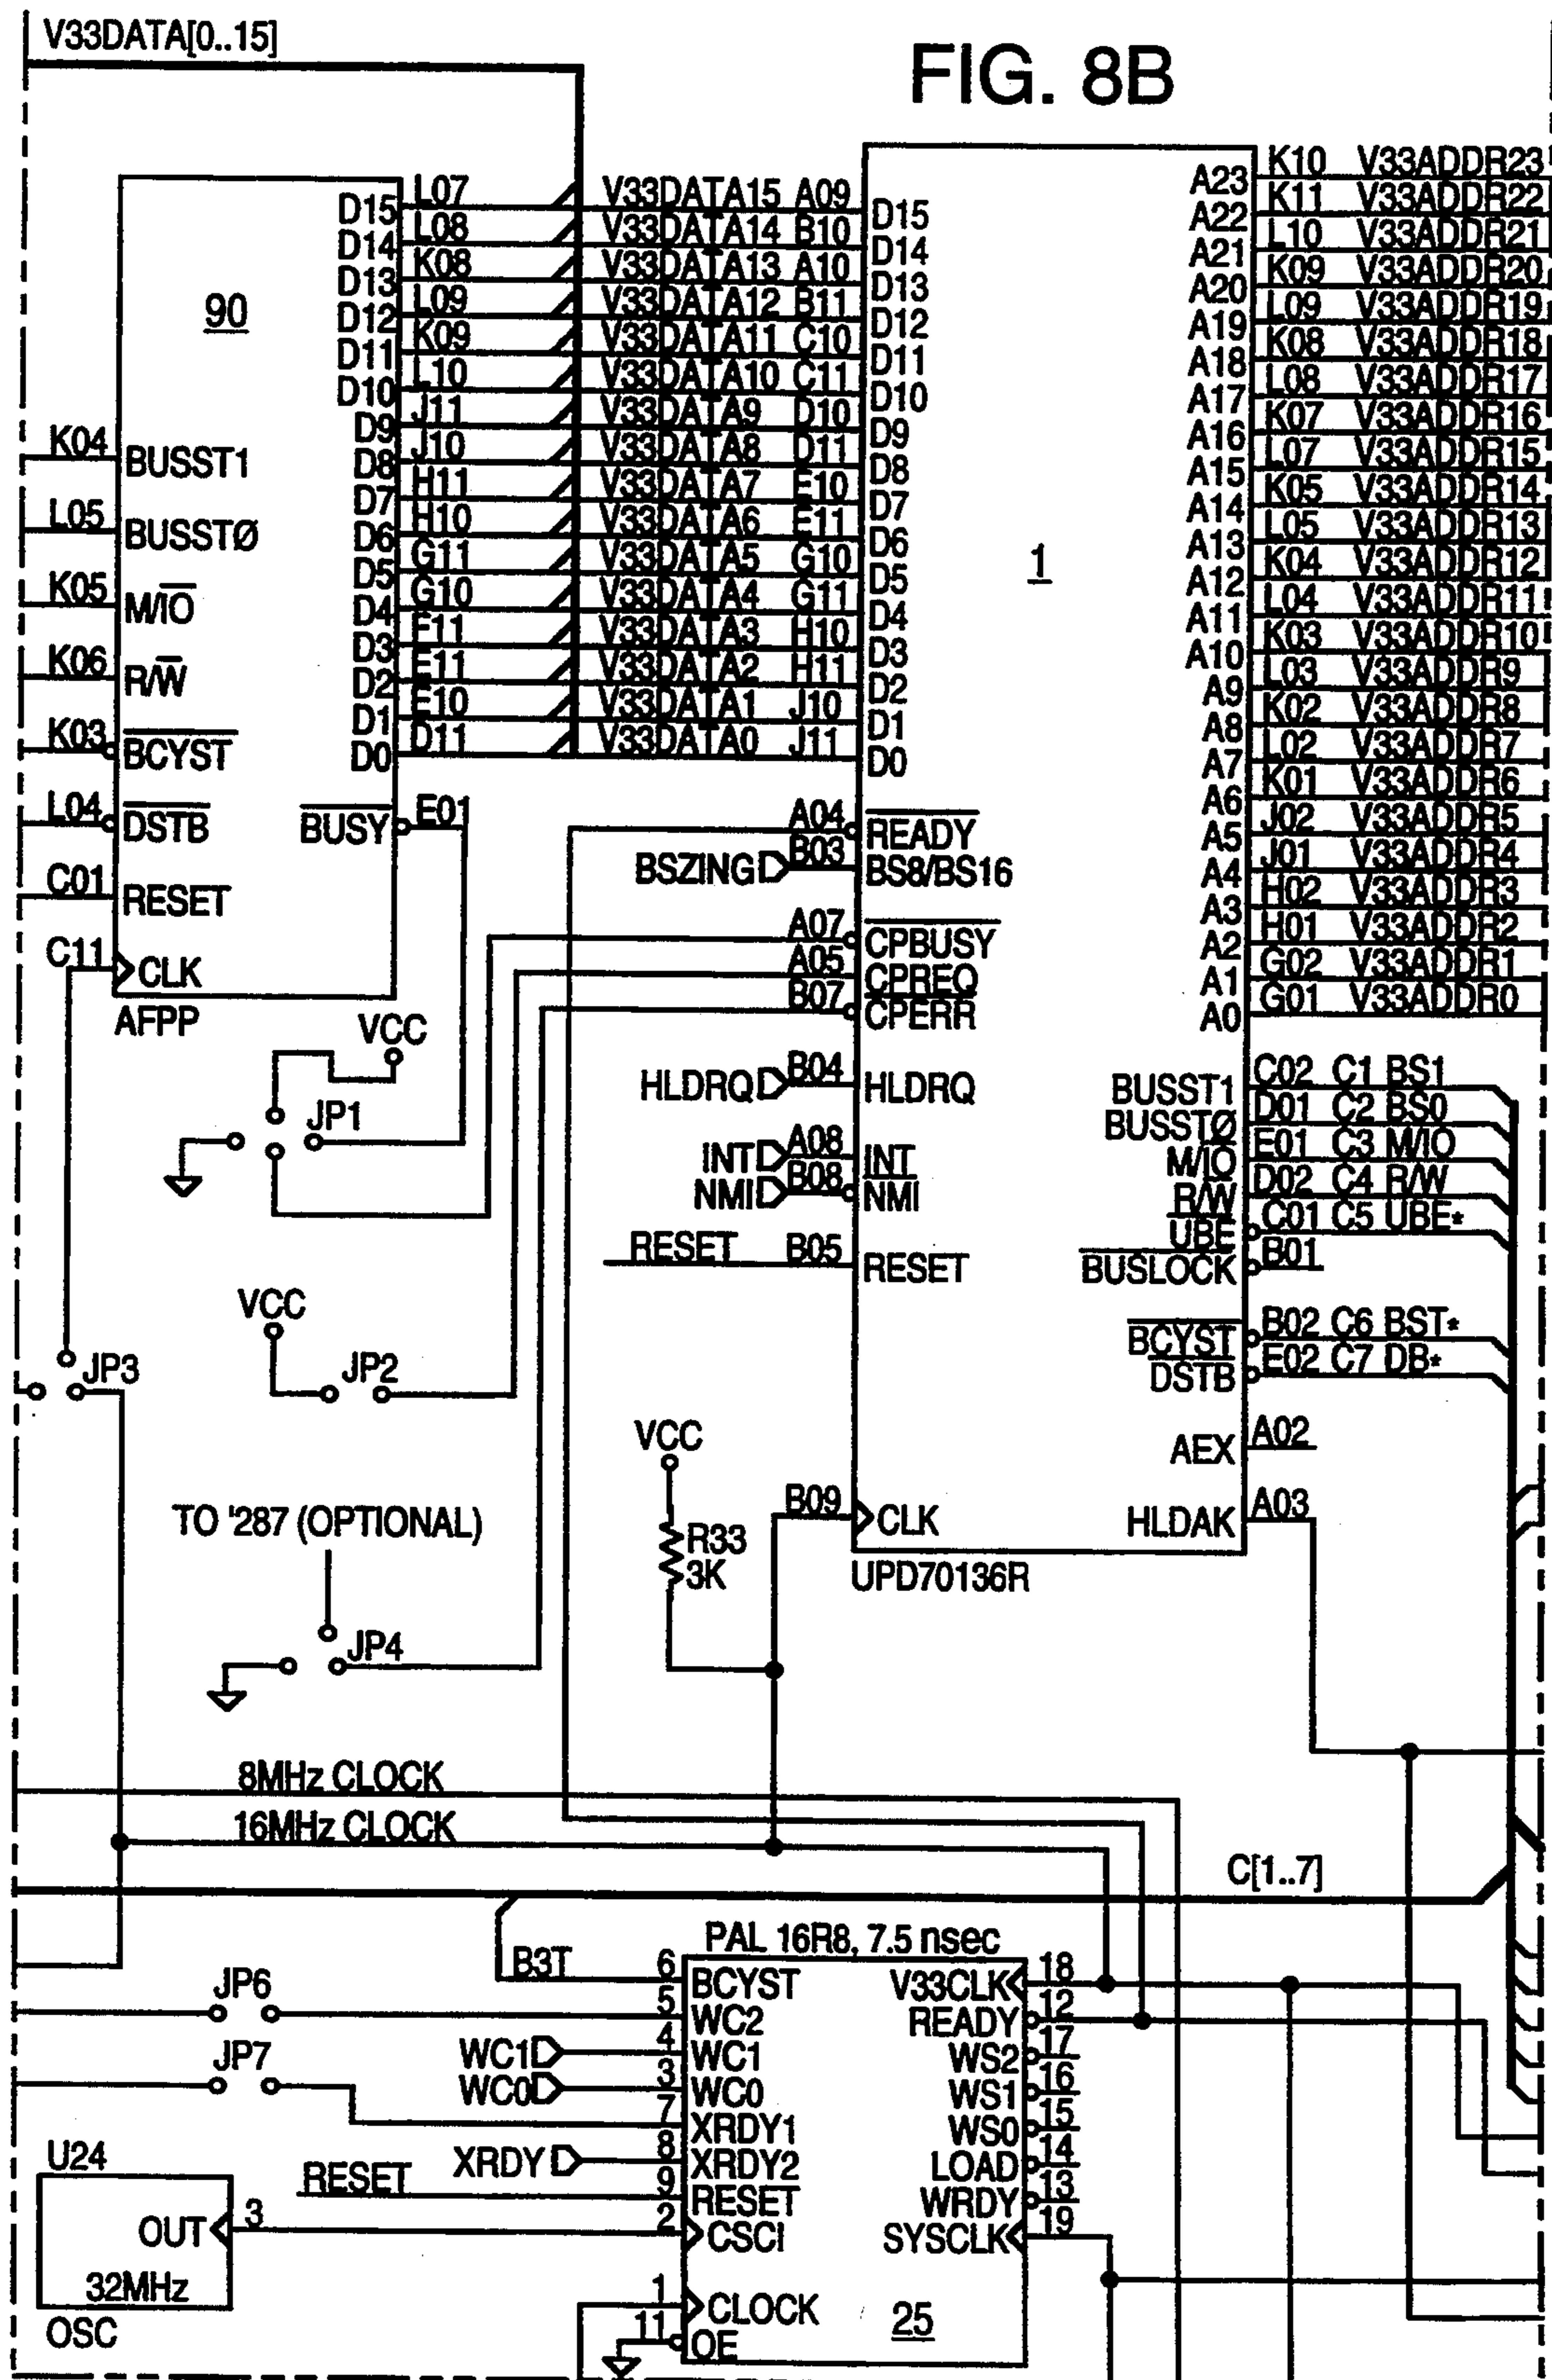 V33DATA[0..15]
FIG. 8B
90
D15 L07
D14 L08
D13 K08
D12 L09
D11 K09
D10 L10
D9 J11
D8 J10
D7 H11
D6 H10
D5 G11
D4 G10
D3 F11
D2 E11
D1 E10
D0 D11
K04 BUSST1
L05 BUSSTØ
K05 M/IO
K06 R/W
K03 BCYST
L04 DSTB
C01 RESET
C11 CLK
BUSY E01
AFPP
V33DATA15 A09 D15
V33DATA14 B10 D14
V33DATA13 A10 D13
V33DATA12 B11 D12
V33DATA11 C10 D11
V33DATA10 C11 D10
V33DATA9 D10 D9
V33DATA8 D11 D8
V33DATA7 E10 D7
V33DATA6 E11 D6
V33DATA5 G10 D5
V33DATA4 G11 D4
V33DATA3 H10 D3
V33DATA2 H11 D2
V33DATA1 J10 D1
V33DATA0 J11 D0
1
A04 READY
BSZING B03 BS8/BS16
A07 CPBUSY
A05 CPREQ
B07 CPERR
HLDRQ B04 HLDRQ
INT A08 INT
NMI B08 NMI
RESET B05 RESET
B09 CLK
UPD70136R
A23 K10 V33ADDR23
A22 K11 V33ADDR22
A21 L10 V33ADDR21
A20 K09 V33ADDR20
A19 L09 V33ADDR19
A18 K08 V33ADDR18
A17 L08 V33ADDR17
A16 K07 V33ADDR16
A15 L07 V33ADDR15
A14 K05 V33ADDR14
A13 L05 V33ADDR13
A12 K04 V33ADDR12
A11 L04 V33ADDR11
A10 K03 V33ADDR10
A9 L03 V33ADDR9
A8 K02 V33ADDR8
A7 L02 V33ADDR7
A6 K01 V33ADDR6
A5 J02 V33ADDR5
A4 J01 V33ADDR4
A3 H02 V33ADDR3
A2 H01 V33ADDR2
A1 G02 V33ADDR1
A0 G01 V33ADDR0
BUSST1 C02 C1 BS1
BUSSTØ D01 C2 BS0
M/IO E01 C3 M/IO
R/W D02 C4 R/W
UBE C01 C5 UBE*
BUSLOCK B01
BCYST B02 C6 BST*
DSTB E02 C7 DB*
AEX A02
HLDAK A03
VCC
JP1
VCC
JP2
JP3
VCC
R33
3K
TO '287 (OPTIONAL)
JP4
8MHz CLOCK
16MHz CLOCK
C[1..7]
PAL 16R8, 7.5 nsec
B3T 6 BCYST
JP6 5 WC2
WC1 4 WC1
WC0 3 WC0
JP7 7 XRDY1
XRDY 8 XRDY2
RESET 9 RESET
2 CSCI
1 CLOCK
11 OE
V33CLK 18
READY 12
WS2 17
WS1 16
WS0 15
LOAD 14
WRDY 13
SYSCLK 19
25
U24
OUT 3
32MHz
OSC